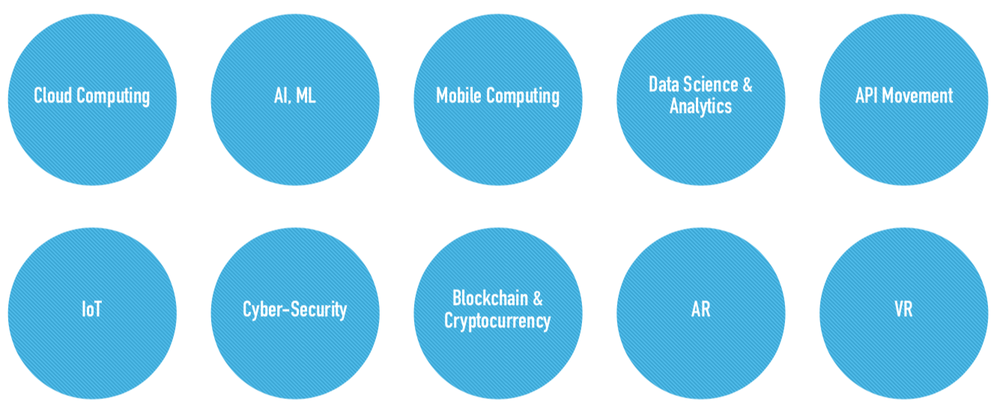 Cloud Computing
AI, ML
Mobile Computing
Data Science &
Analytics
API Movement
IoT
Cyber-Security
Blockchain &
Cryptocurrency
AR
VR